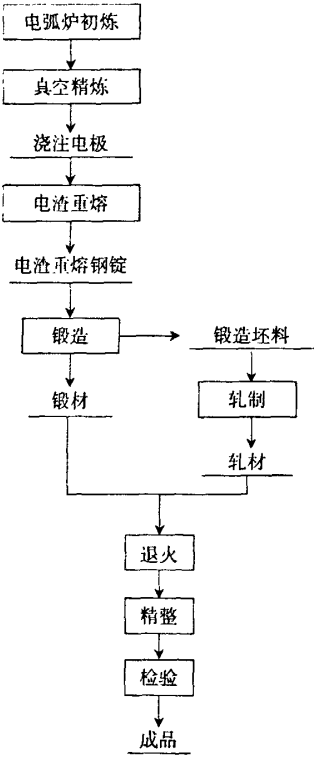 电弧炉初炼
真空精炼
浇注电极
电渣重熔
电渣重熔钢锭
锻造
锻造坯料
锻材
轧制
轧材
退火
精整
检验
成品